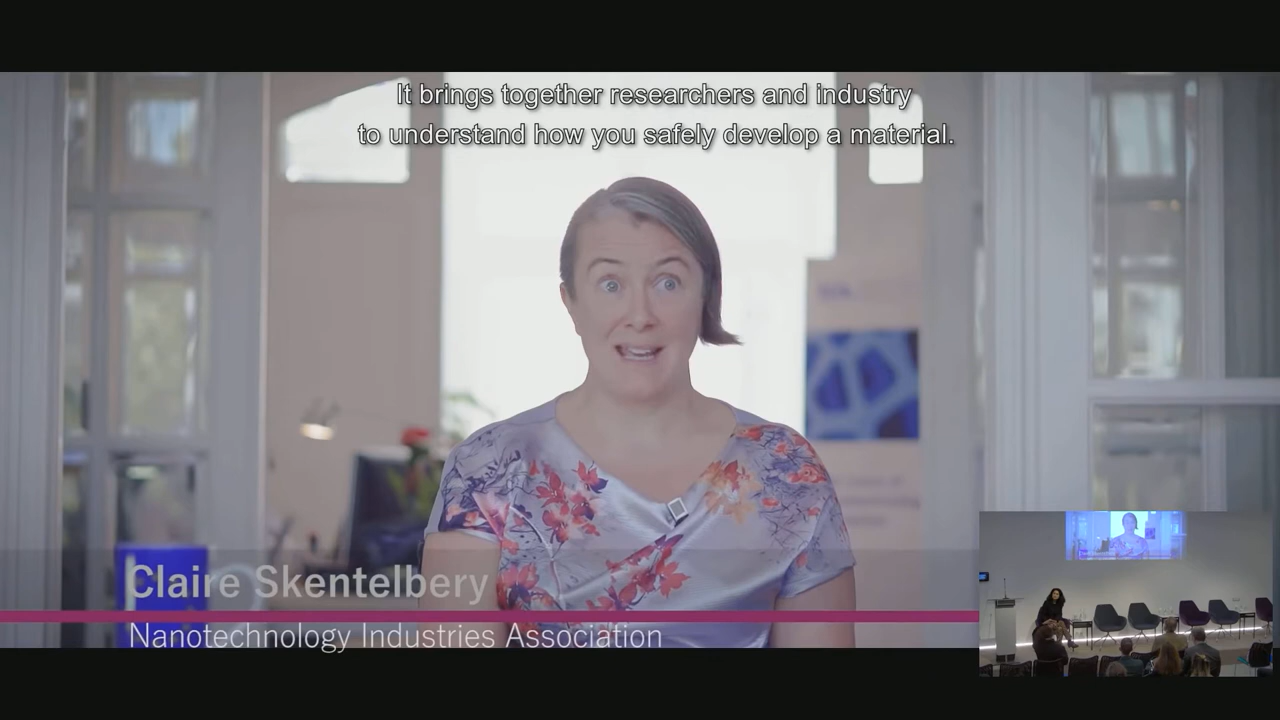 It brings together researchers and industry
to understand how you safely develop a material.
Claire Skentelbery
Nanotechnology Industries Association